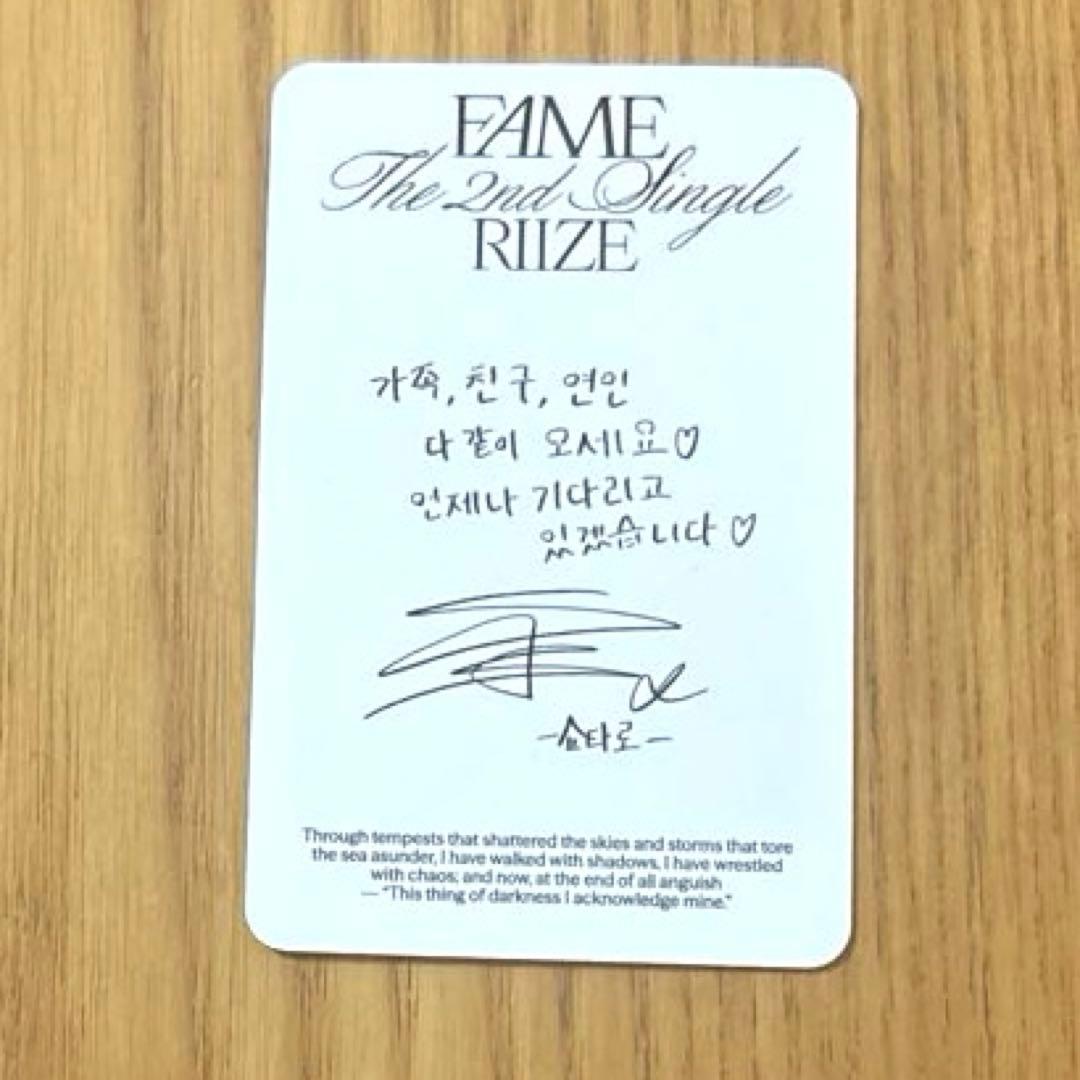 FAME
The 2nd Single
RIIZE
가족, 친구, 연인
다 같이 오세요♡
언제나 기다리고
있겠습니다 ♡
-쇼타로-
Through tempests that shattered the skies and storms that tore
the sea asunder, I have walked with shadows, I have wrestled
with chaos; and now, at the end of all anguish
— "This thing of darkness I acknowledge mine."